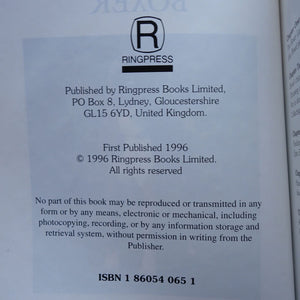 BOXER
R
RINGPRESS
Published by Ringpress Books Limited,
PO Box 8, Lydney, Gloucestershire
GL15 6YD, United Kingdom.
First Published 1996
© 1996 Ringpress Books Limited.
All rights reserved
No part of this book may be reproduced or transmitted in any
form or by any means, electronic or mechanical, including
photocopying, recording, or by any information storage and
retrieval system, without permission in writing from the
Publisher.
ISBN 1 86054 065 1